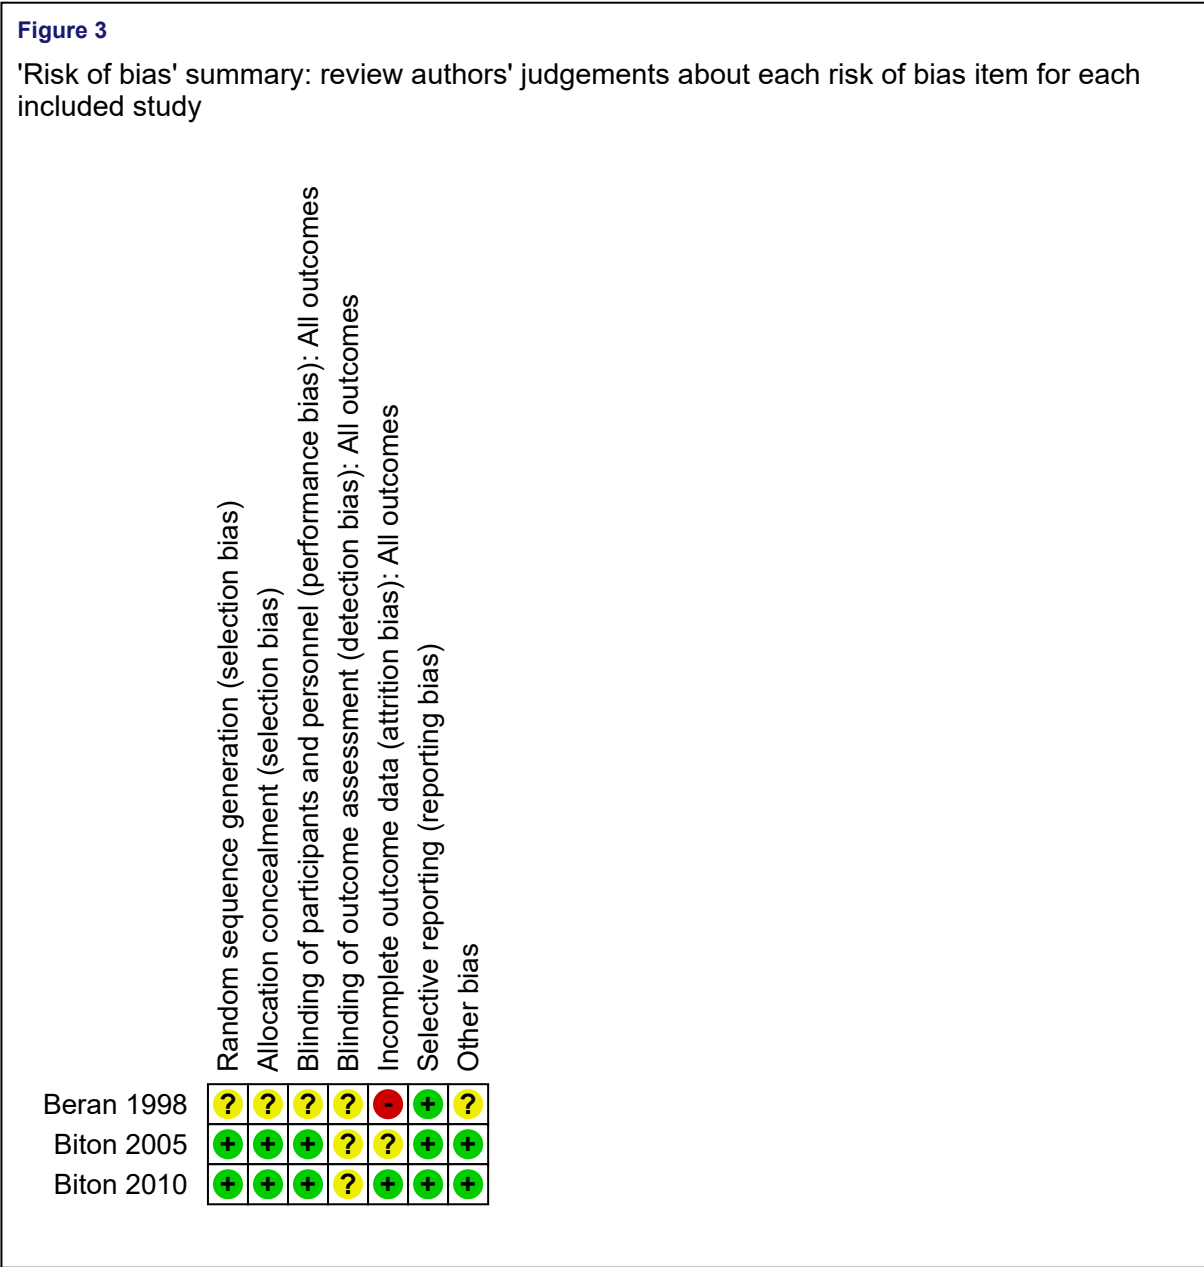 Figure 3
'Risk of bias' summary: review authors' judgements about each risk of bias item for each
included study
Random sequence generation (selection bias)
Allocation concealment (selection bias)
Blinding of participants and personnel (performance bias): All outcomes
Blinding of outcome assessment (detection bias): All outcomes
Incomplete outcome data (attrition bias): All outcomes
Selective reporting (reporting bias)
Other bias
Beran 1998 ? ? ? ? - + ?
Biton 2005 + + + ? ? + +
Biton 2010 + + + ? + + +